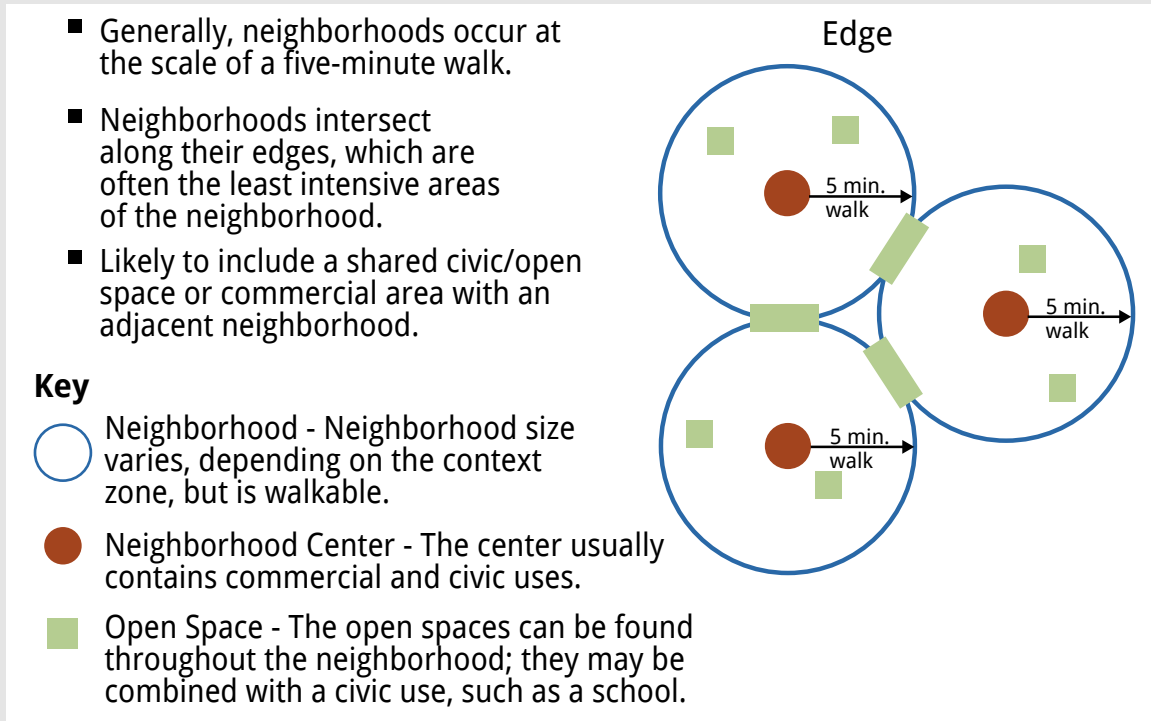 Generally, neighborhoods occur at
the scale of a five-minute walk.
Neighborhoods intersect
along their edges, which are
often the least intensive areas
of the neighborhood.
Likely to include a shared civic/open
space or commercial area with an
adjacent neighborhood.
Key
Neighborhood - Neighborhood size
varies, depending on the context
zone, but is walkable.
Neighborhood Center - The center usually
contains commercial and civic uses.
Open Space - The open spaces can be found
throughout the neighborhood; they may be
combined with a civic use, such as a school.
Edge
5 min.
walk
5 min.
walk
5 min.
walk